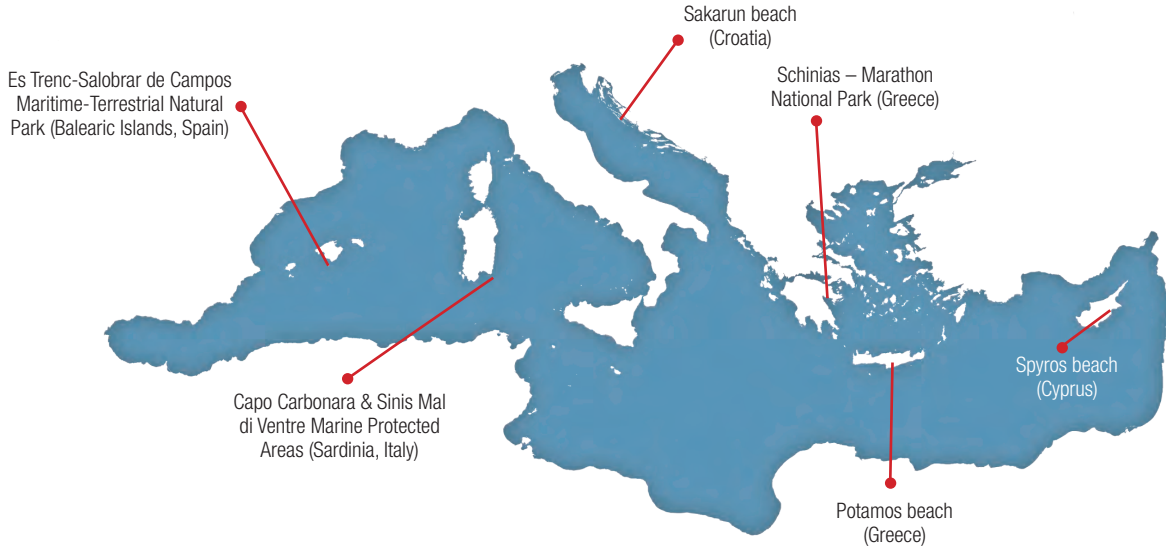 Sakarun beach
(Croatia)
Es Trenc-Salobrar de Campos
Maritime-Terrestrial Natural
Park (Balearic Islands, Spain)
Schinias – Marathon
National Park (Greece)
Capo Carbonara & Sinis Mal
di Ventre Marine Protected
Areas (Sardinia, Italy)
Spyros beach
(Cyprus)
Potamos beach
(Greece)